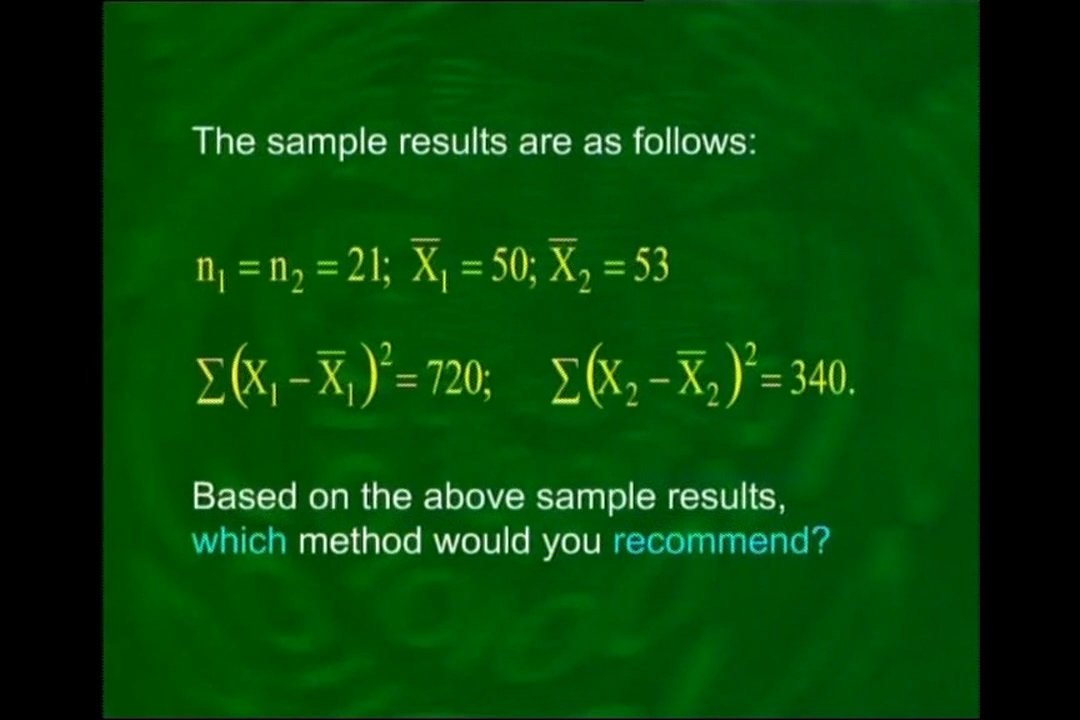 The sample results are as follows:
n₁ = n₂ = 21; X̅₁ = 50; X̅₂ = 53
∑(X₁ – X̅₁)² = 720; ∑(X₂ – X̅₂)² = 340.
Based on the above sample results,
which method would you recommend?